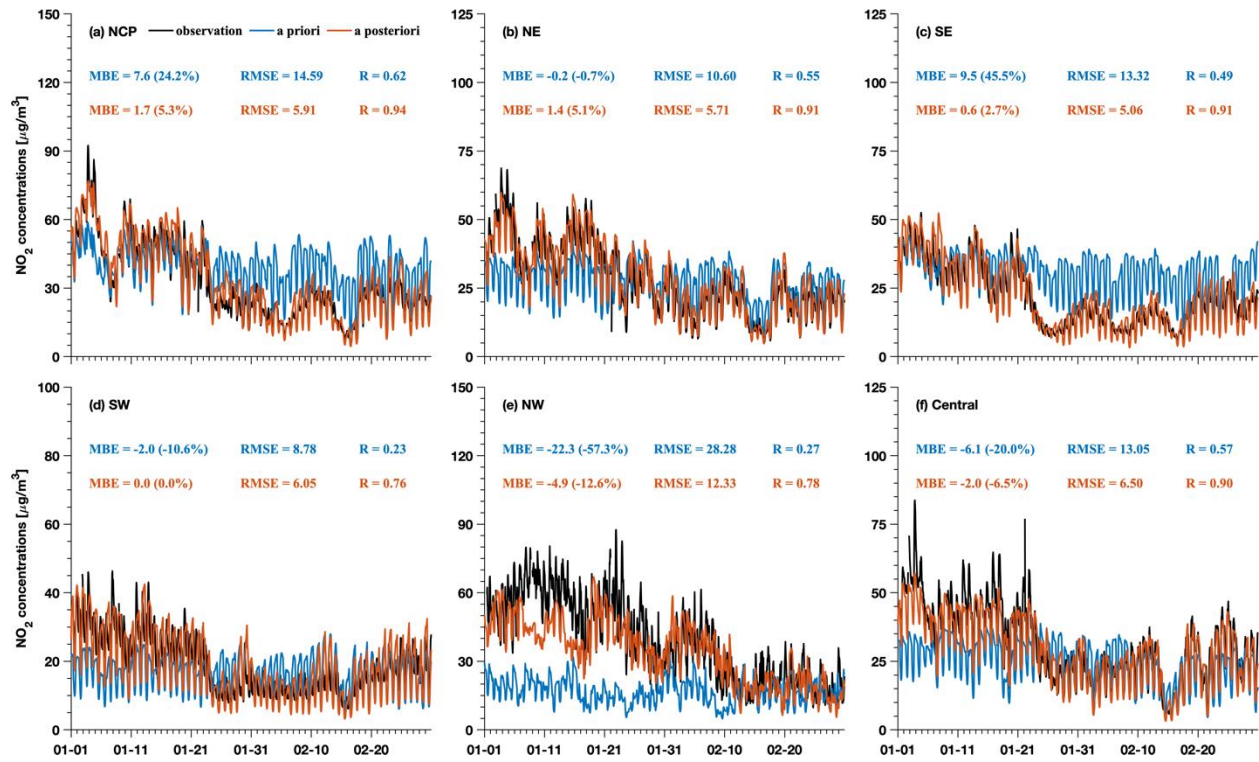 (a) NCP observation a priori a posteriori
MBE = 7.6 (24.2%) RMSE = 14.59 R = 0.62
MBE = 1.7 (5.3%) RMSE = 5.91 R = 0.94
NO2 concentrations [μg/m3]
150
120
90
60
30
0
(b) NE
MBE = -0.2 (-0.7%) RMSE = 10.60 R = 0.55
MBE = 1.4 (5.1%) RMSE = 5.71 R = 0.91
125
100
75
50
25
0
(c) SE
MBE = 9.5 (45.5%) RMSE = 13.32 R = 0.49
MBE = 0.6 (2.7%) RMSE = 5.06 R = 0.91
125
100
75
50
25
0
(d) SW
MBE = -2.0 (-10.6%) RMSE = 8.78 R = 0.23
MBE = 0.0 (0.0%) RMSE = 6.05 R = 0.76
NO2 concentrations [μg/m3]
100
80
60
40
20
0
01-01 01-11 01-21 01-31 02-10 02-20
(e) NW
MBE = -22.3 (-57.3%) RMSE = 28.28 R = 0.27
MBE = -4.9 (-12.6%) RMSE = 12.33 R = 0.78
150
120
90
60
30
0
01-01 01-11 01-21 01-31 02-10 02-20
(f) Central
MBE = -6.1 (-20.0%) RMSE = 13.05 R = 0.57
MBE = -2.0 (-6.5%) RMSE = 6.50 R = 0.90
125
100
75
50
25
0
01-01 01-11 01-21 01-31 02-10 02-20